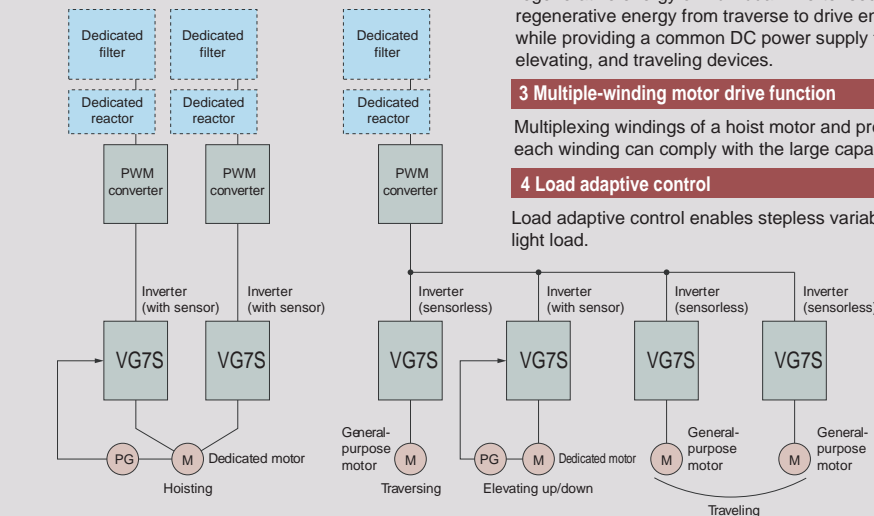 regenerative energy from traverse to drive en
while providing a common DC power supply
elevating, and traveling devices.
3 Multiple-winding motor drive function
Multiplexing windings of a hoist motor and pr
each winding can comply with the large capa
4 Load adaptive control
Load adaptive control enables stepless variab
light load.
Dedicated
filter
Dedicated
filter
Dedicated
filter
Dedicated
reactor
Dedicated
reactor
Dedicated
reactor
PWM
converter
PWM
converter
PWM
converter
Inverter
(with sensor)
Inverter
(with sensor)
Inverter
(sensorless)
Inverter
(with sensor)
Inverter
(sensorless)
Inverter
(sensorless)
VG7S
VG7S
VG7S
VG7S
VG7S
VG7S
PG
M
Dedicated motor
Hoisting
General-
purpose
motor
M
Traversing
PG
M
Dedicated motor
Elevating up/down
M
General-
purpose
motor
M
General-
purpose
motor
Traveling